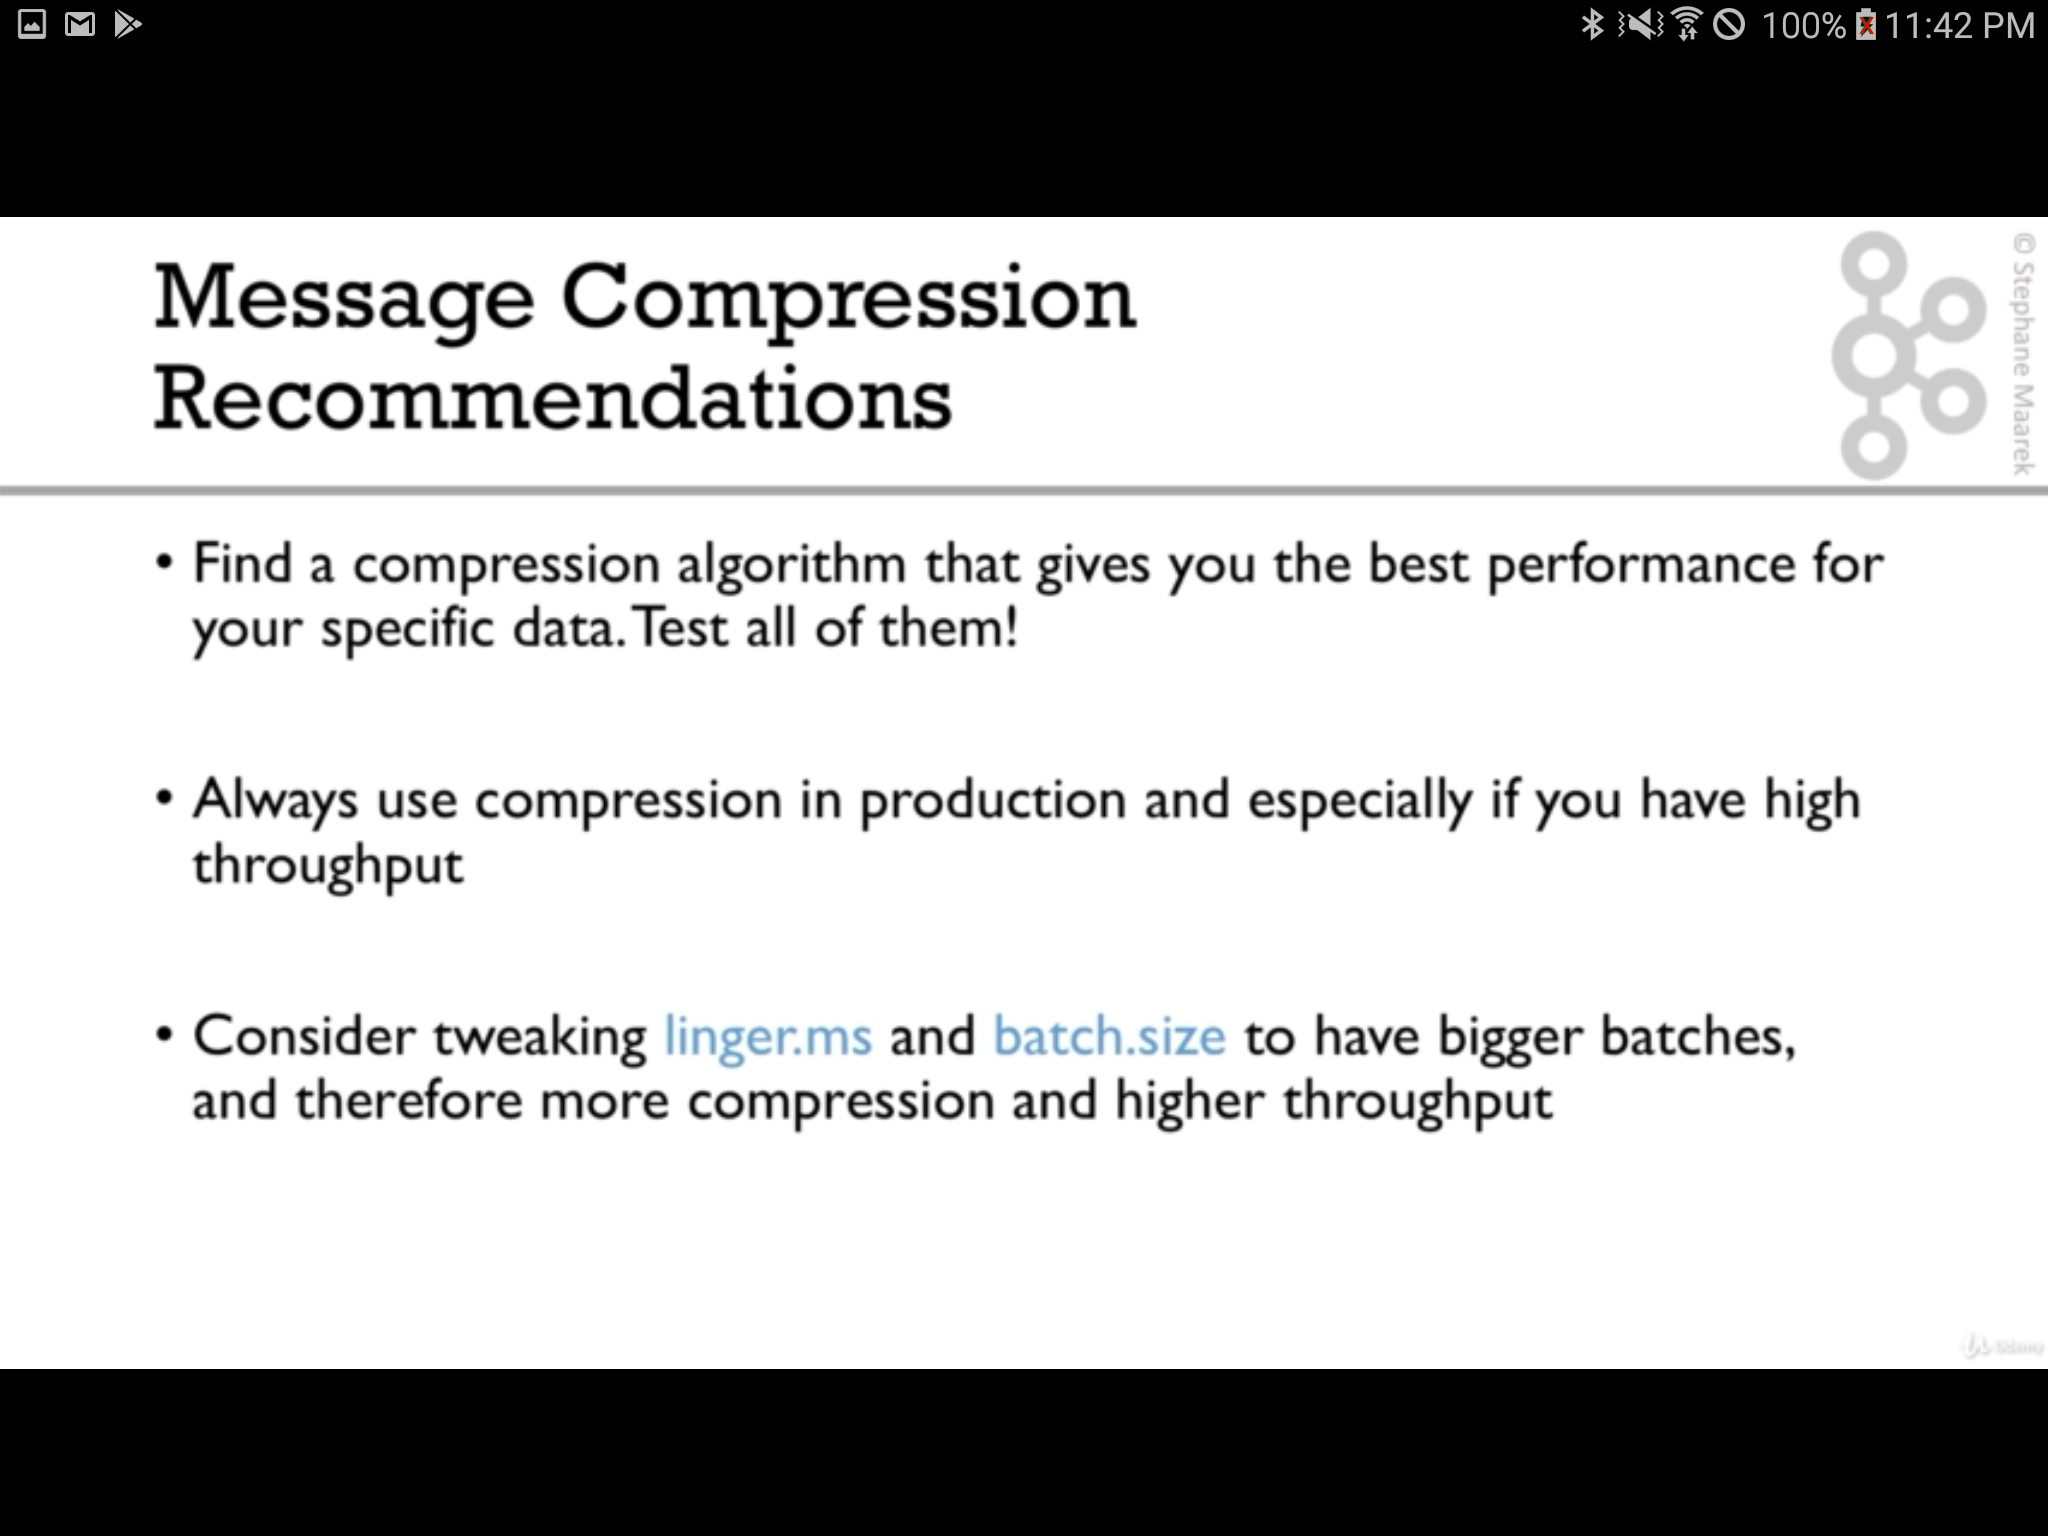 100% 11:42 PM
Message Compression
Recommendations
© Stephane Maarek
• Find a compression algorithm that gives you the best performance for
your specific data. Test all of them!
• Always use compression in production and especially if you have high
throughput
• Consider tweaking linger.ms and batch.size to have bigger batches,
and therefore more compression and higher throughput
Udemy